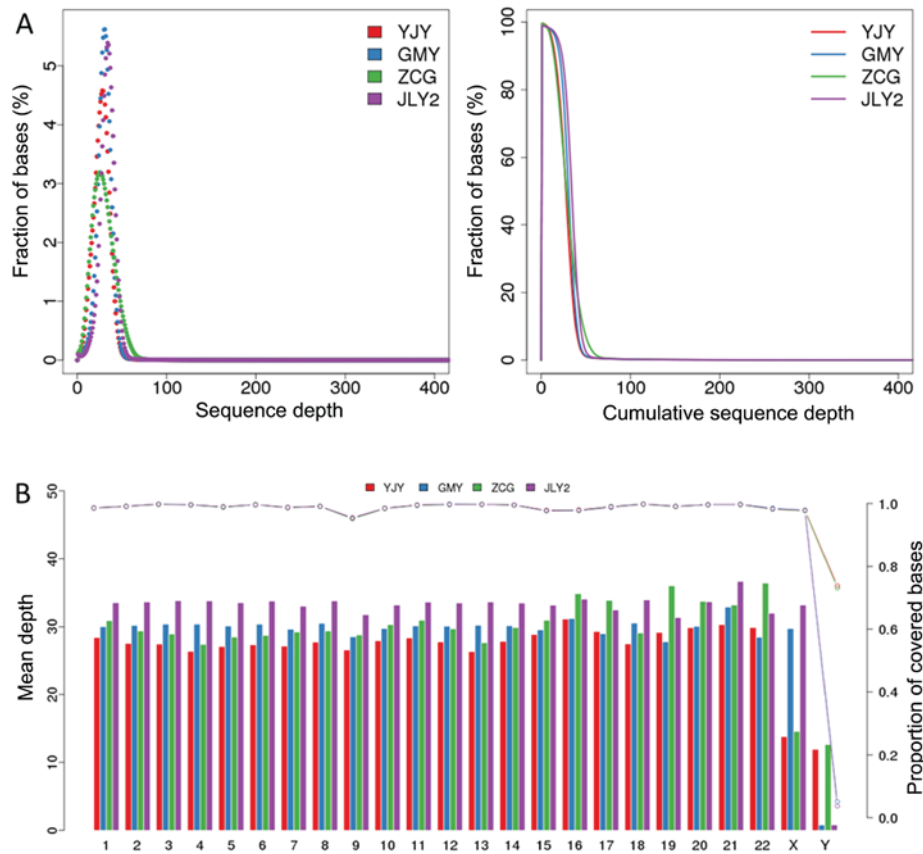 A
YJY
GMY
ZCG
JLY2
Fraction of bases (%)
5
4
3
2
1
0
0 100 200 300 400
Sequence depth
YJY
GMY
ZCG
JLY2
Fraction of bases (%)
100
80
60
40
20
0
0 100 200 300 400
Cumulative sequence depth
B
YJY GMY ZCG JLY2
Mean depth
50
40
30
20
10
0
1 2 3 4 5 6 7 8 9 10 11 12 13 14 15 16 17 18 19 20 21 22 X Y
1.0
0.8
0.6
0.4
0.2
0.0
Proportion of covered bases